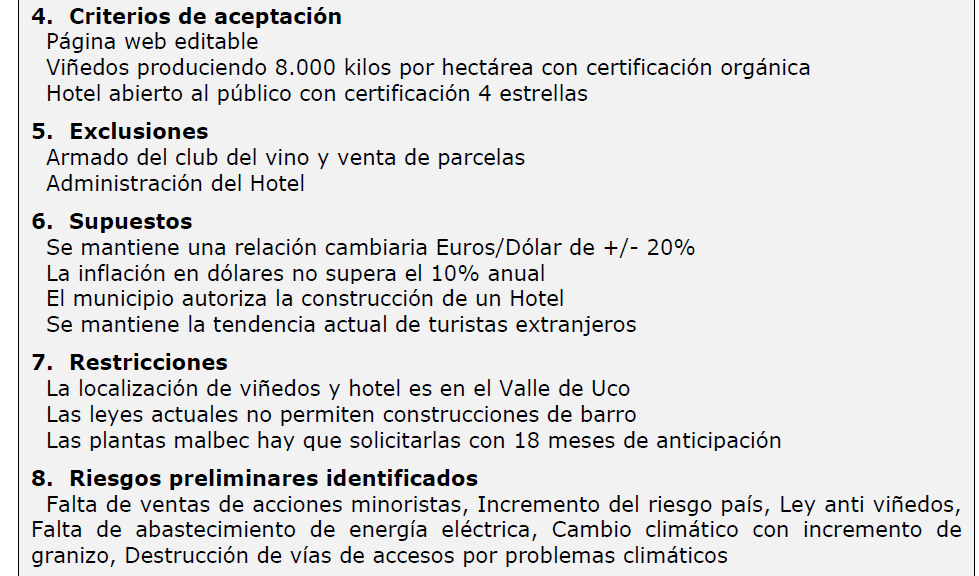 4. Criterios de aceptación
Página web editable
Viñedos produciendo 8.000 kilos por hectárea con certificación orgánica
Hotel abierto al público con certificación 4 estrellas
5. Exclusiones
Armado del club del vino y venta de parcelas
Administración del Hotel
6. Supuestos
Se mantiene una relación cambiaria Euros/Dólar de +/- 20%
La inflación en dólares no supera el 10% anual
El municipio autoriza la construcción de un Hotel
Se mantiene la tendencia actual de turistas extranjeros
7. Restricciones
La localización de viñedos y hotel es en el Valle de Uco
Las leyes actuales no permiten construcciones de barro
Las plantas malbec hay que solicitarlas con 18 meses de anticipación
8. Riesgos preliminares identificados
Falta de ventas de acciones minoristas, Incremento del riesgo país, Ley anti viñedos,
Falta de abastecimiento de energía eléctrica, Cambio climático con incremento de
granizo, Destrucción de vías de accesos por problemas climáticos